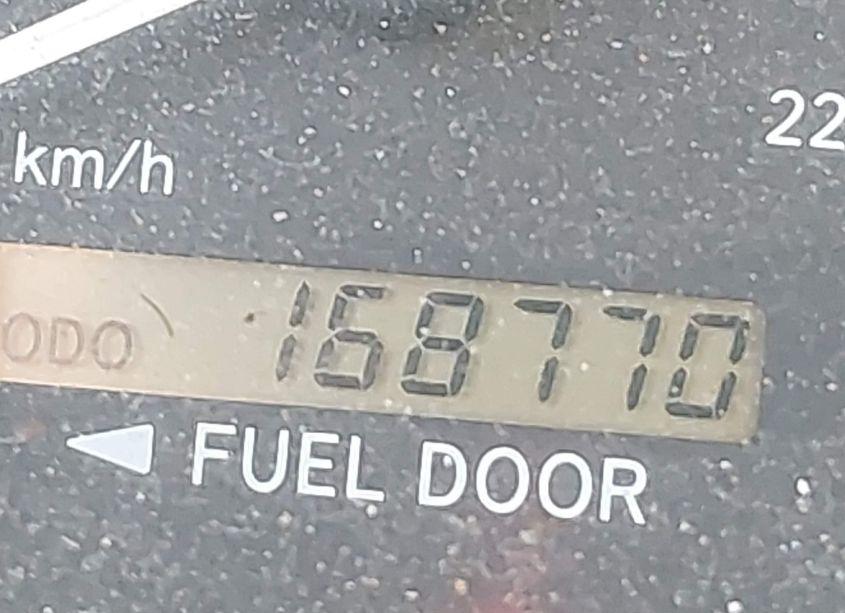 22
km/h
ODO 168770
FUEL DOOR